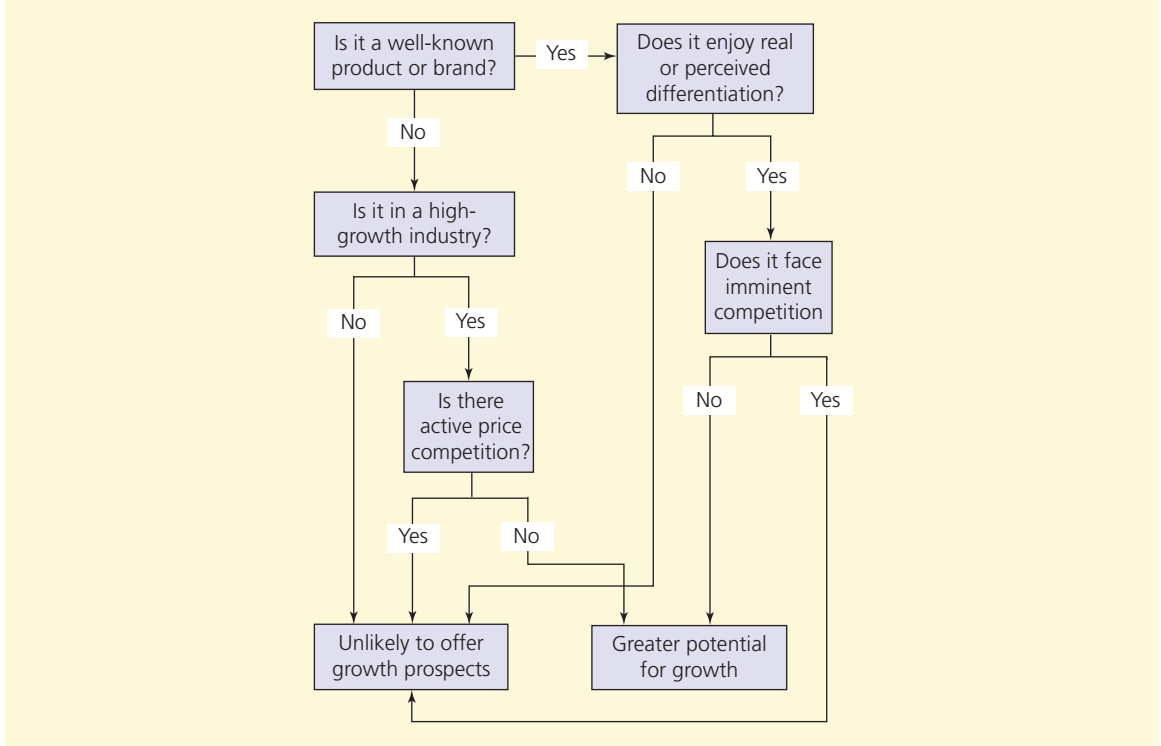 Is it a well-known
product or brand?
Yes
Does it enjoy real
or perceived
differentiation?
No
No
Yes
Is it in a high-
growth industry?
Does it face
imminent
competition
No
Yes
Is there
active price
competition?
No
Yes
Yes
No
Unlikely to offer
growth prospects
Greater potential
for growth